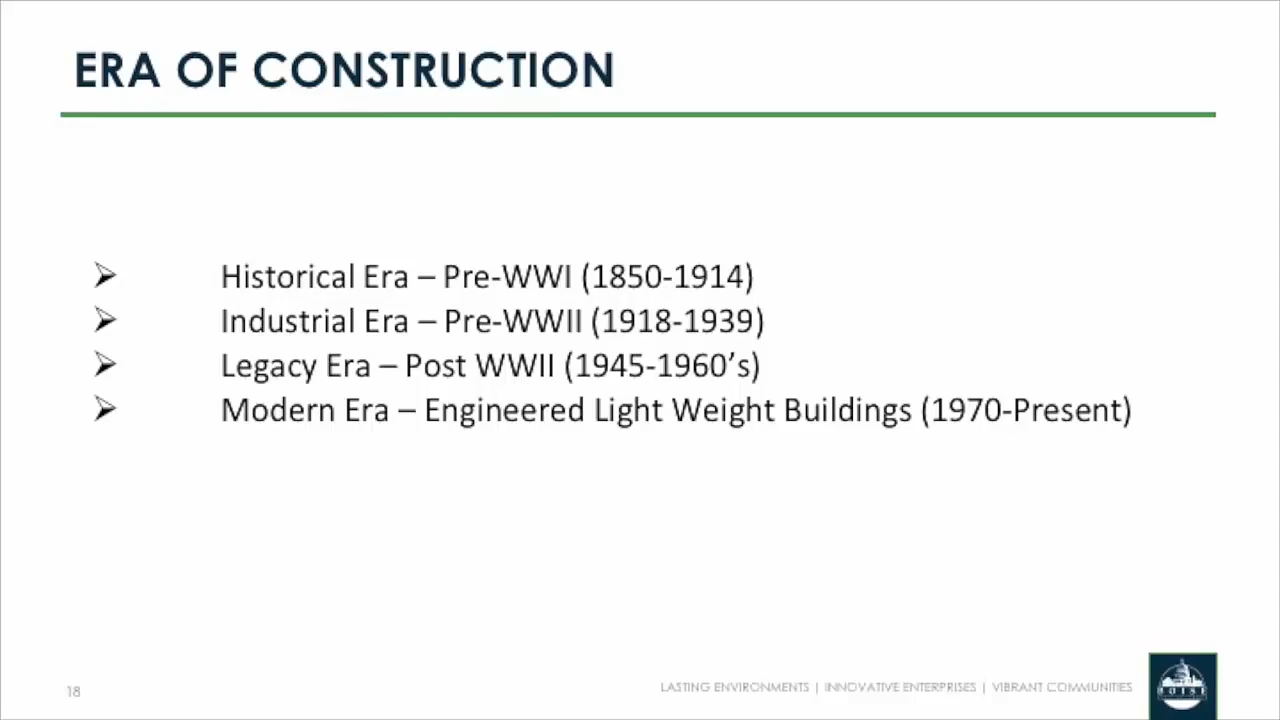 ERA OF CONSTRUCTION
➢ Historical Era – Pre-WWI (1850-1914)
➢ Industrial Era – Pre-WWII (1918-1939)
➢ Legacy Era – Post WWII (1945-1960’s)
➢ Modern Era – Engineered Light Weight Buildings (1970-Present)
18
LASTING ENVIRONMENTS | INNOVATIVE ENTERPRISES | VIBRANT COMMUNITIES
BOISE